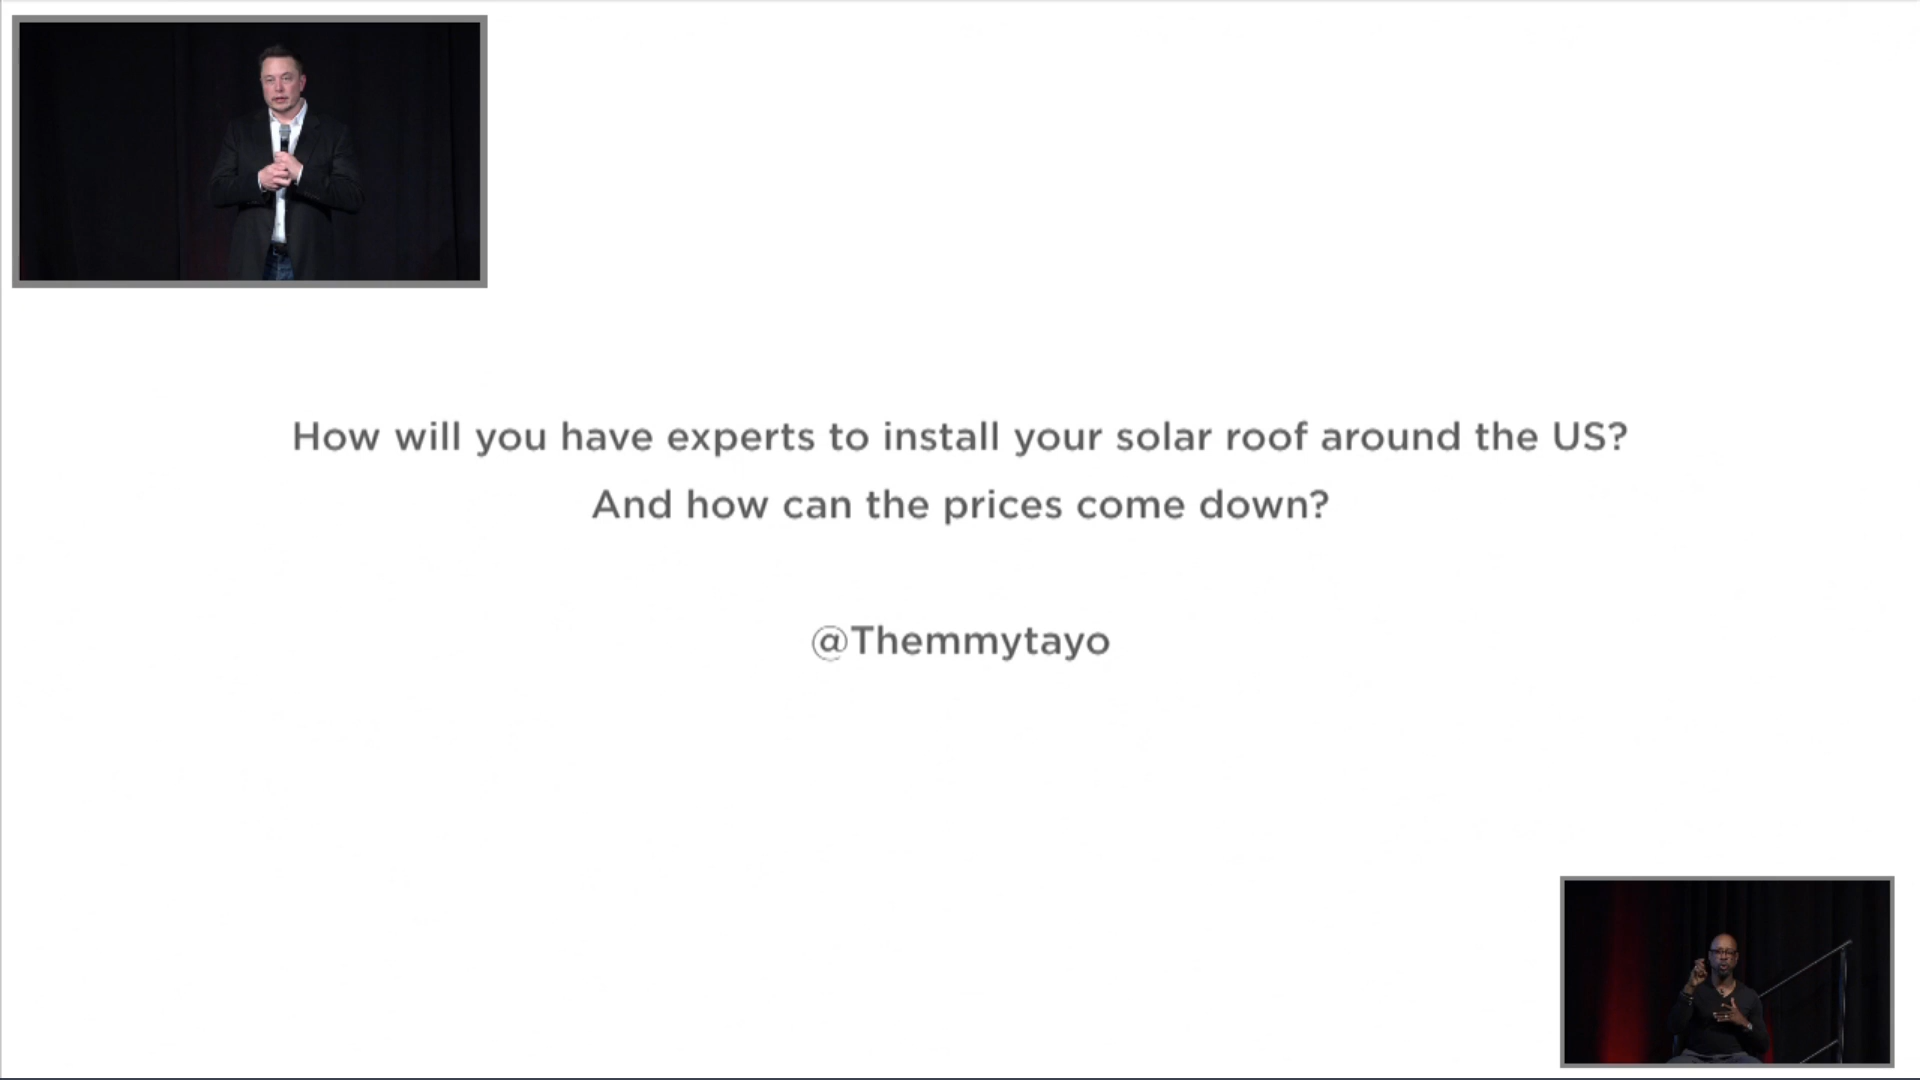 How will you have experts to install your solar roof around the US?
And how can the prices come down?
@Themmytayo